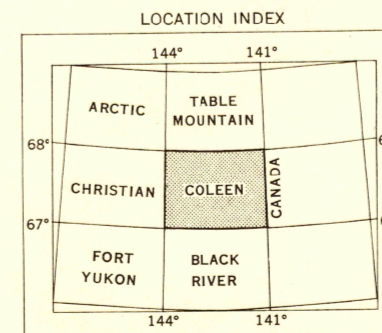 LOCATION INDEX
144° 141°
ARCTIC
TABLE
MOUNTAIN
68°
CHRISTIAN
COLEEN
CANADA
67°
FORT
YUKON
BLACK
RIVER
144° 141°